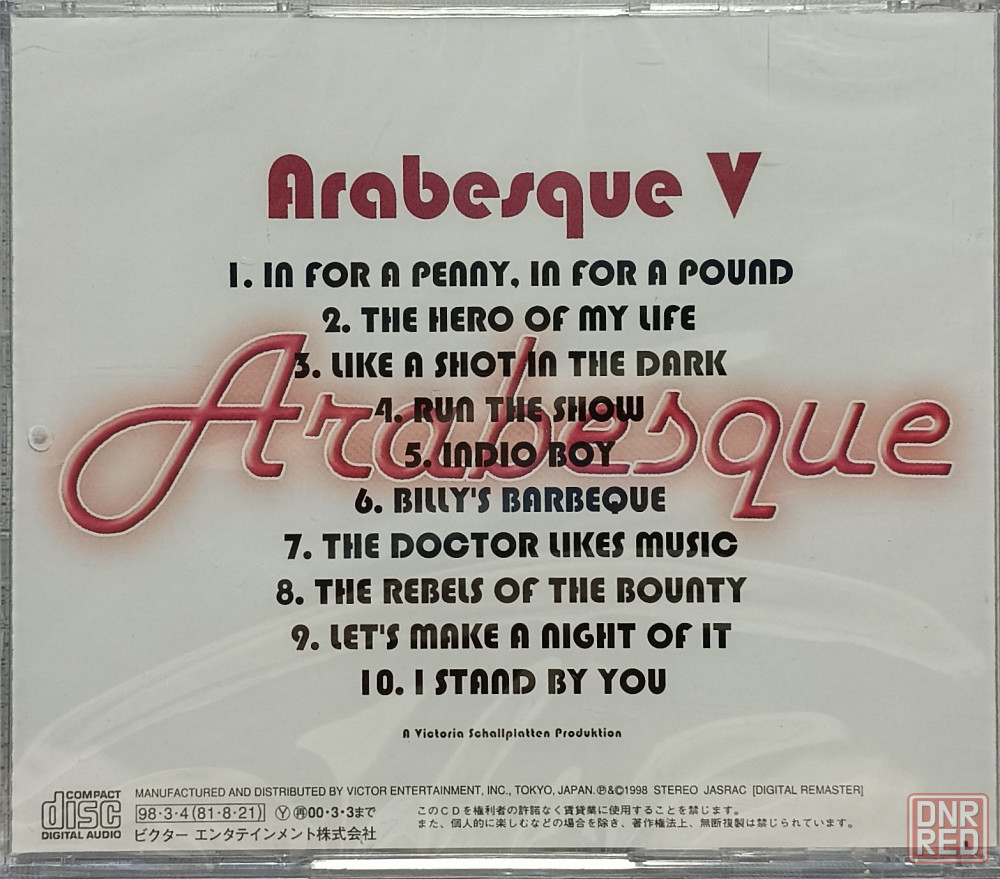 Arabesque V
1. IN FOR A PENNY, IN FOR A POUND
2. THE HERO OF MY LIFE
3. LIKE A SHOT IN THE DARK
4. RUN THE SHOW
5. INDIO BOY
6. BILLY'S BARBEQUE
7. THE DOCTOR LIKES MUSIC
8. THE REBELS OF THE BOUNTY
9. LET'S MAKE A NIGHT OF IT
10. I STAND BY YOU
Arabesque
A Victoria Schallplatten Produktion
COMPACT
disc
DIGITAL AUDIO
MANUFACTURED AND DISTRIBUTED BY VICTOR ENTERTAINMENT, INC., TOKYO, JAPAN. ℗&©1998 STEREO JASRAC [DIGITAL REMASTER]
98·3·4 (81·8·21) Ⓨ ㊥00·3·3まで
ビクター エンタテインメント株式会社
このCDを権利者の許諾なく賃貸業に使用することを禁じます。
また、個人的に楽しむなどの場合を除き、著作権法上、無断複製は禁じられています。
DNR
RED